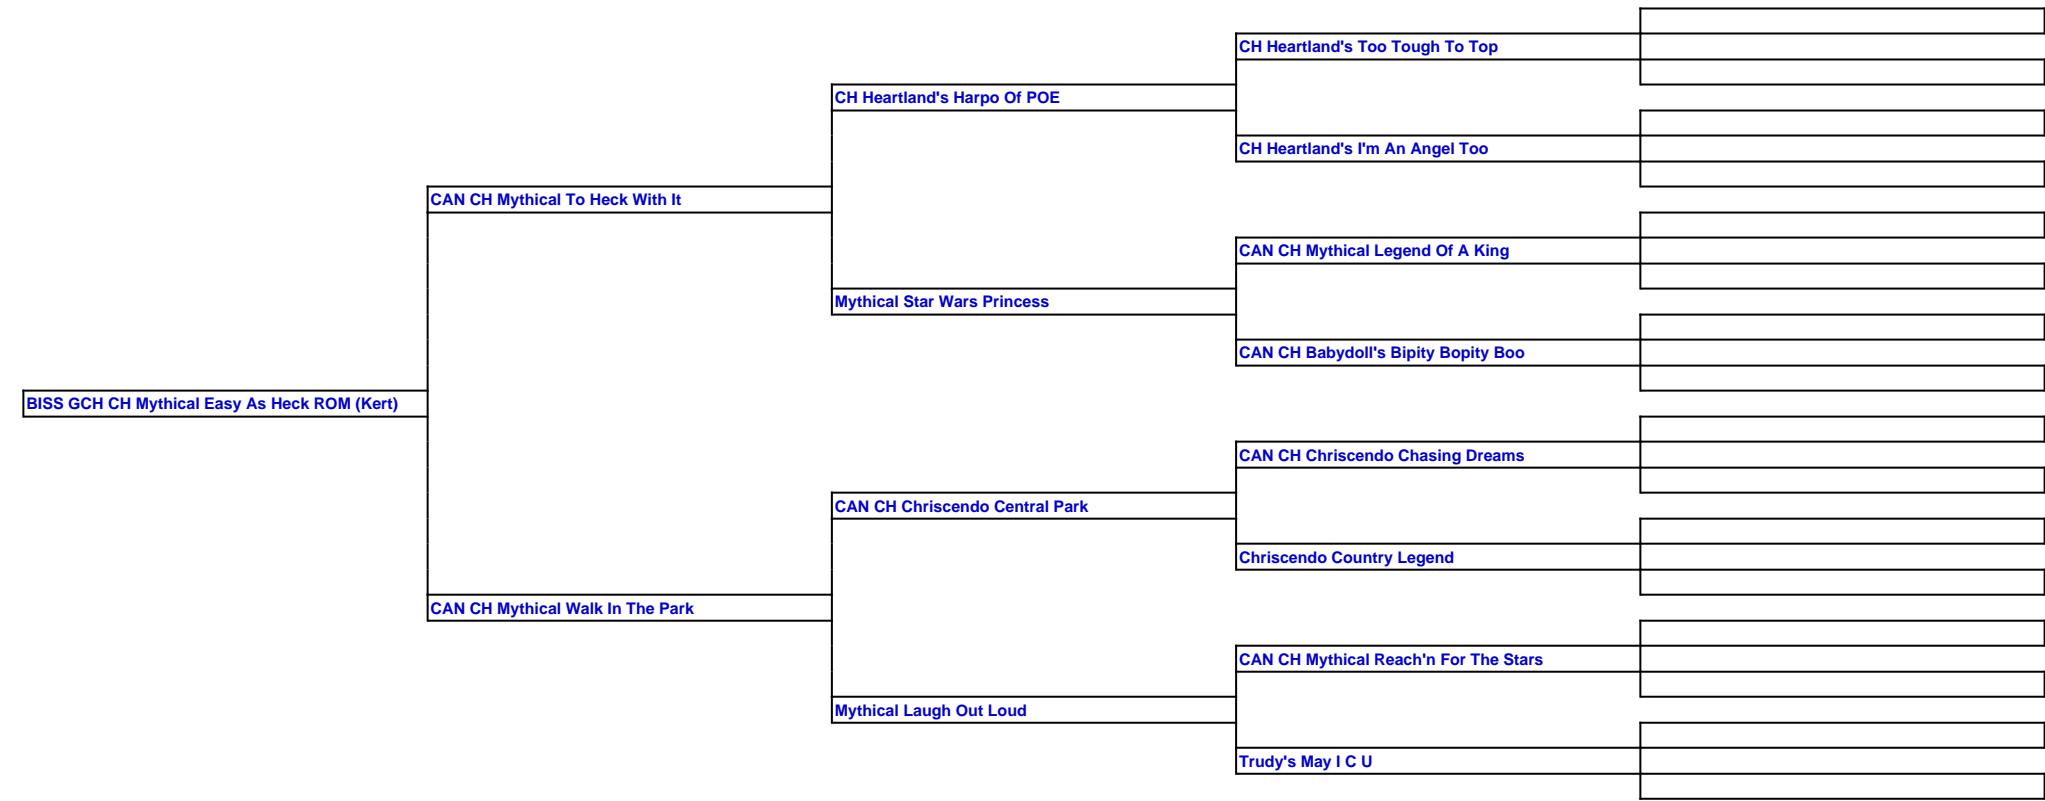 CH Heartland's Too Tough To Top
CH Heartland's Harpo Of POE
CH Heartland's I'm An Angel Too
CAN CH Mythical To Heck With It
CAN CH Mythical Legend Of A King
Mythical Star Wars Princess
CAN CH Babydoll's Bipity Bopity Boo
BISS GCH CH Mythical Easy As Heck ROM (Kert)
CAN CH Chriscendo Chasing Dreams
CAN CH Chriscendo Central Park
Chriscendo Country Legend
CAN CH Mythical Walk In The Park
CAN CH Mythical Reach'n For The Stars
Mythical Laugh Out Loud
Trudy's May I C U